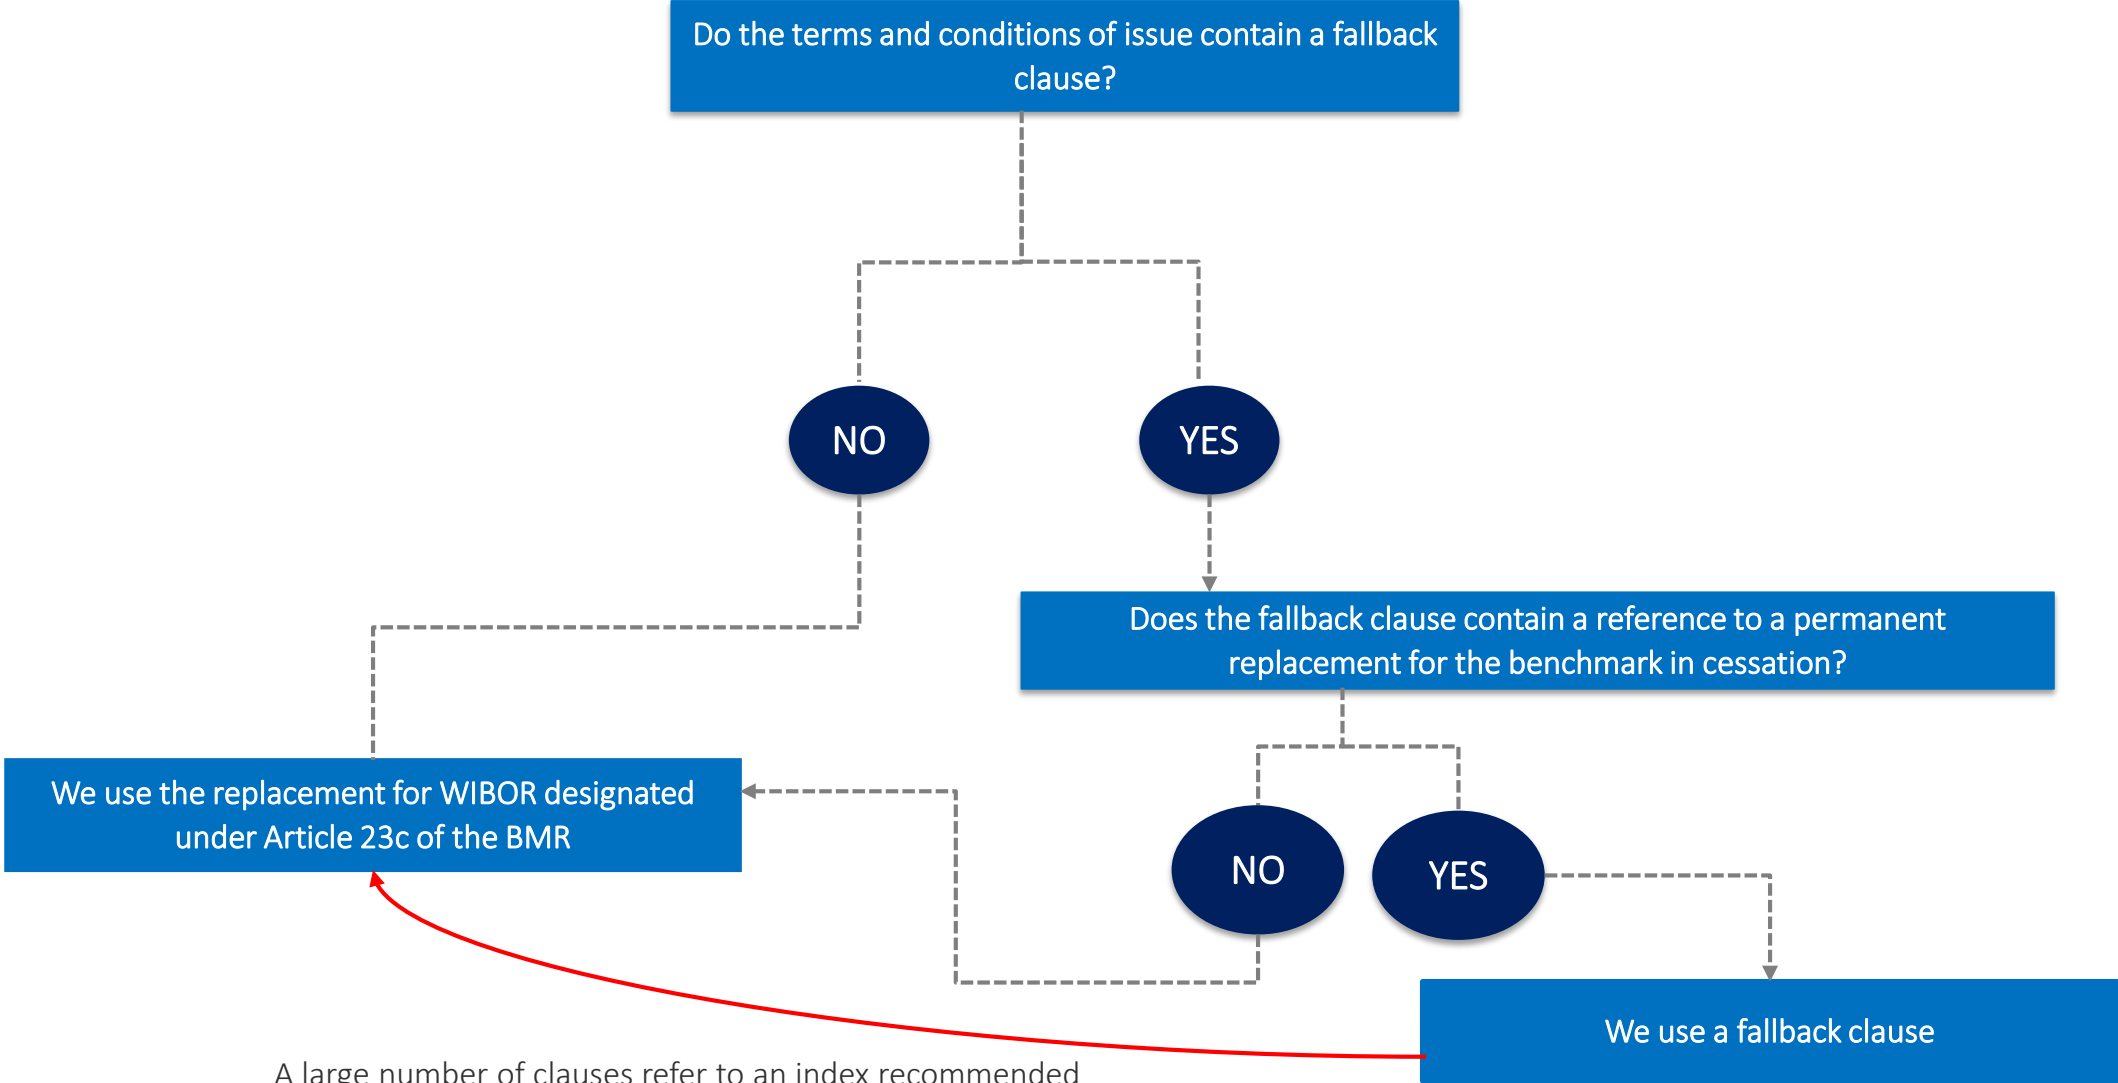 Do the terms and conditions of issue contain a fallback
clause?
NO
YES
Does the fallback clause contain a reference to a permanent
replacement for the benchmark in cessation?
We use the replacement for WIBOR designated
under Article 23c of the BMR
NO
YES
We use a fallback clause
A large number of clauses refer to an index recommended